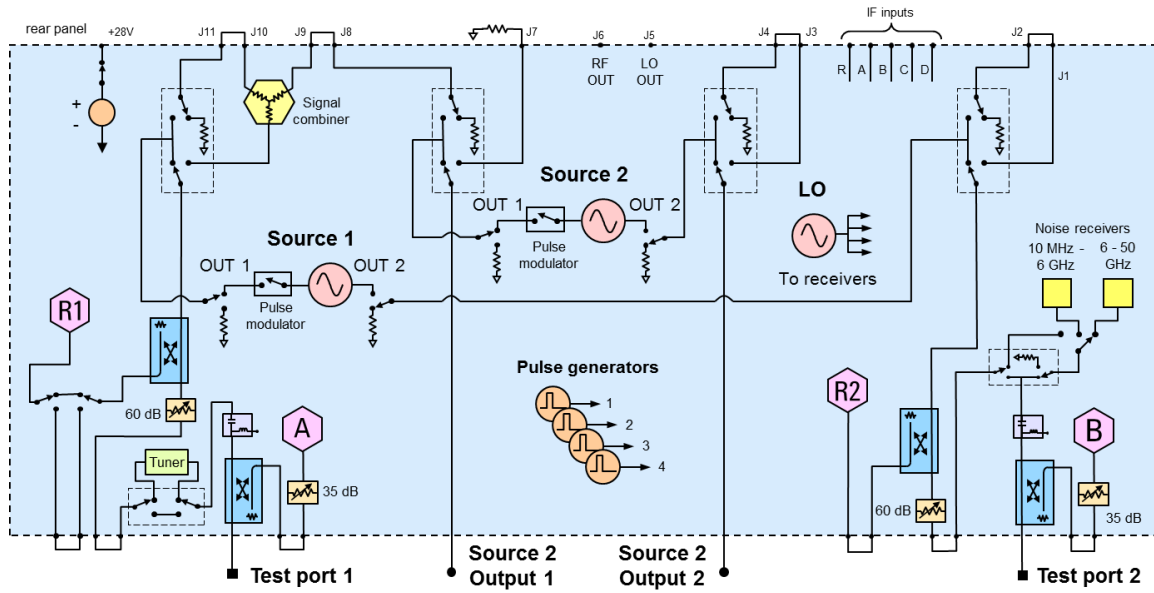 rear panel
+28V
J11
J10
J9
J8
J7
J6
J5
J4
J3
IF inputs
J2
J1
RF
OUT
LO
OUT
R
A
B
C
D
+
-
Signal
combiner
Source 2
OUT 1
OUT 2
Pulse
modulator
LO
To receivers
Noise receivers
10 MHz -
6 GHz
6 - 50
GHz
Source 1
OUT 1
OUT 2
Pulse
modulator
R1
60 dB
A
35 dB
Tuner
Pulse generators
1
2
3
4
R2
60 dB
B
35 dB
Test port 1
Source 2
Output 1
Source 2
Output 2
Test port 2